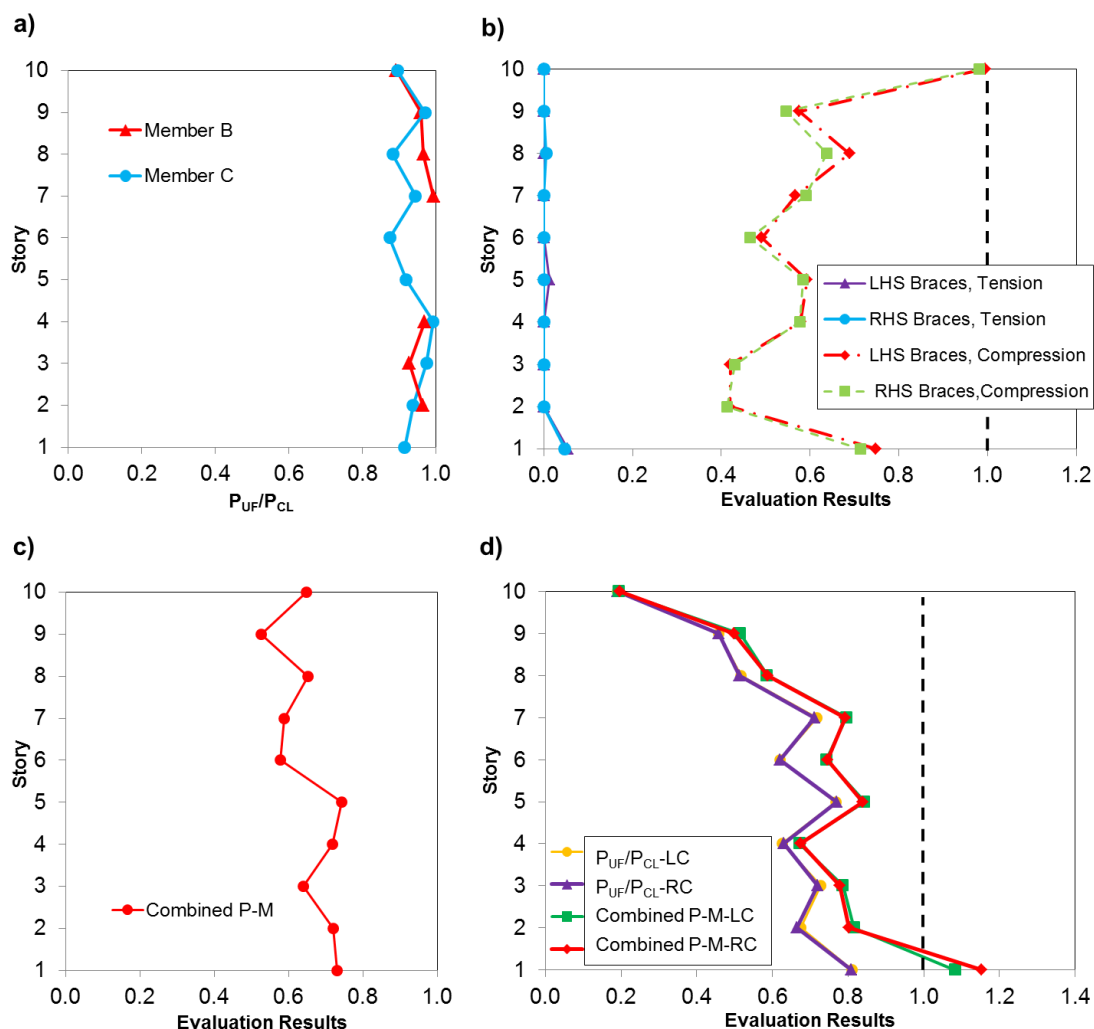 a)
10
9
8
7
6
5
4
3
2
1
Story
Member B
Member C
0.0 0.2 0.4 0.6 0.8 1.0
PUF/PCL
b)
10
9
8
7
6
5
4
3
2
1
Story
LHS Braces, Tension
RHS Braces, Tension
LHS Braces, Compression
RHS Braces,Compression
0.0 0.2 0.4 0.6 0.8 1.0 1.2
Evaluation Results
c)
10
9
8
7
6
5
4
3
2
1
Story
Combined P-M
0.0 0.2 0.4 0.6 0.8 1.0
Evaluation Results
d)
10
9
8
7
6
5
4
3
2
1
Story
PUF/PCL-LC
PUF/PCL-RC
Combined P-M-LC
Combined P-M-RC
0.0 0.2 0.4 0.6 0.8 1.0 1.2 1.4
Evaluation Results